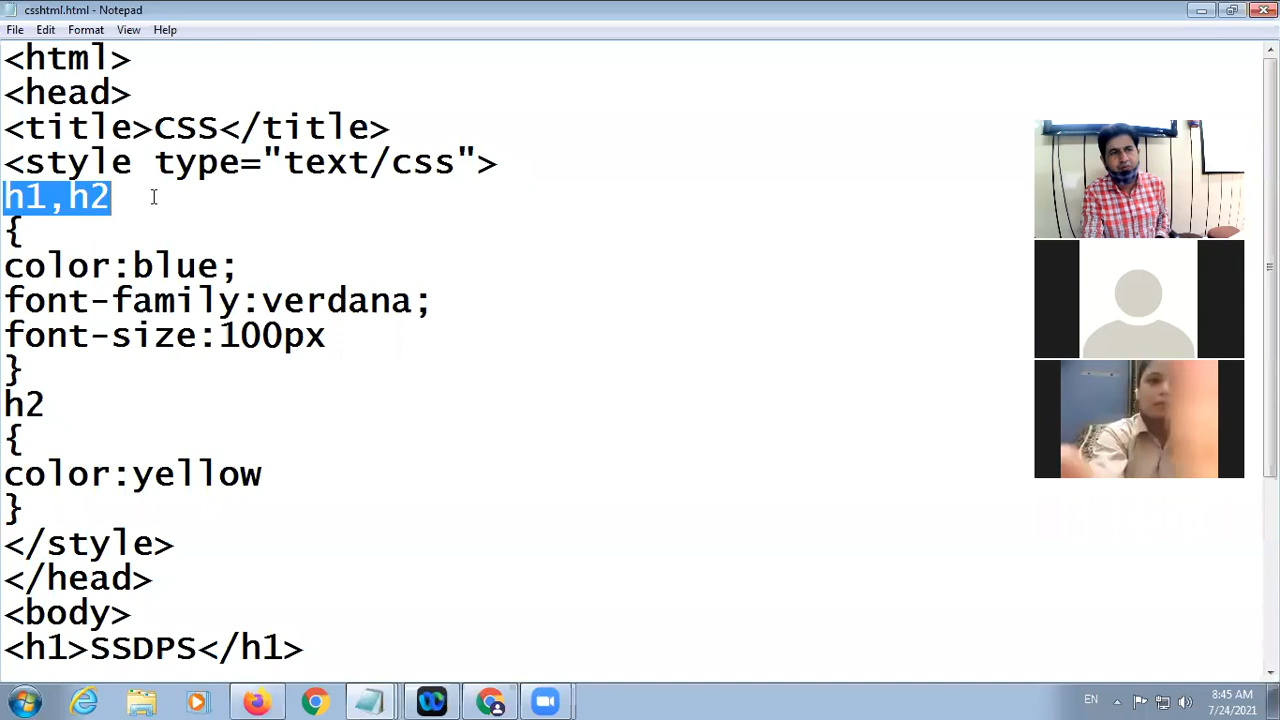 csshtml.html - Notepad
File Edit Format View Help
<html>
<head>
<title>CSS</title>
<style type="text/css">
h1,h2
{
color:blue;
font-family:verdana;
font-size:100px
}
h2
{
color:yellow
}
</style>
</head>
<body>
<h1>SSDPS</h1>
EN
8:45 AM
7/24/2021